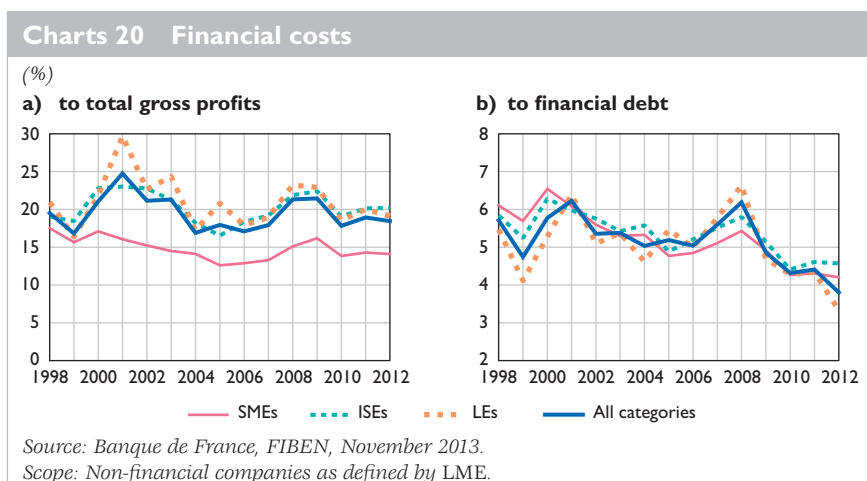 Charts 20 Financial costs
(%)
a) to total gross profits
b) to financial debt
30
25
20
15
10
5
0
1998 2000 2002 2004 2006 2008 2010 2012
8
7
6
5
4
3
2
1998 2000 2002 2004 2006 2008 2010 2012
SMEs ISEs LEs All categories
Source: Banque de France, FIBEN, November 2013.
Scope: Non-financial companies as defined by LME.